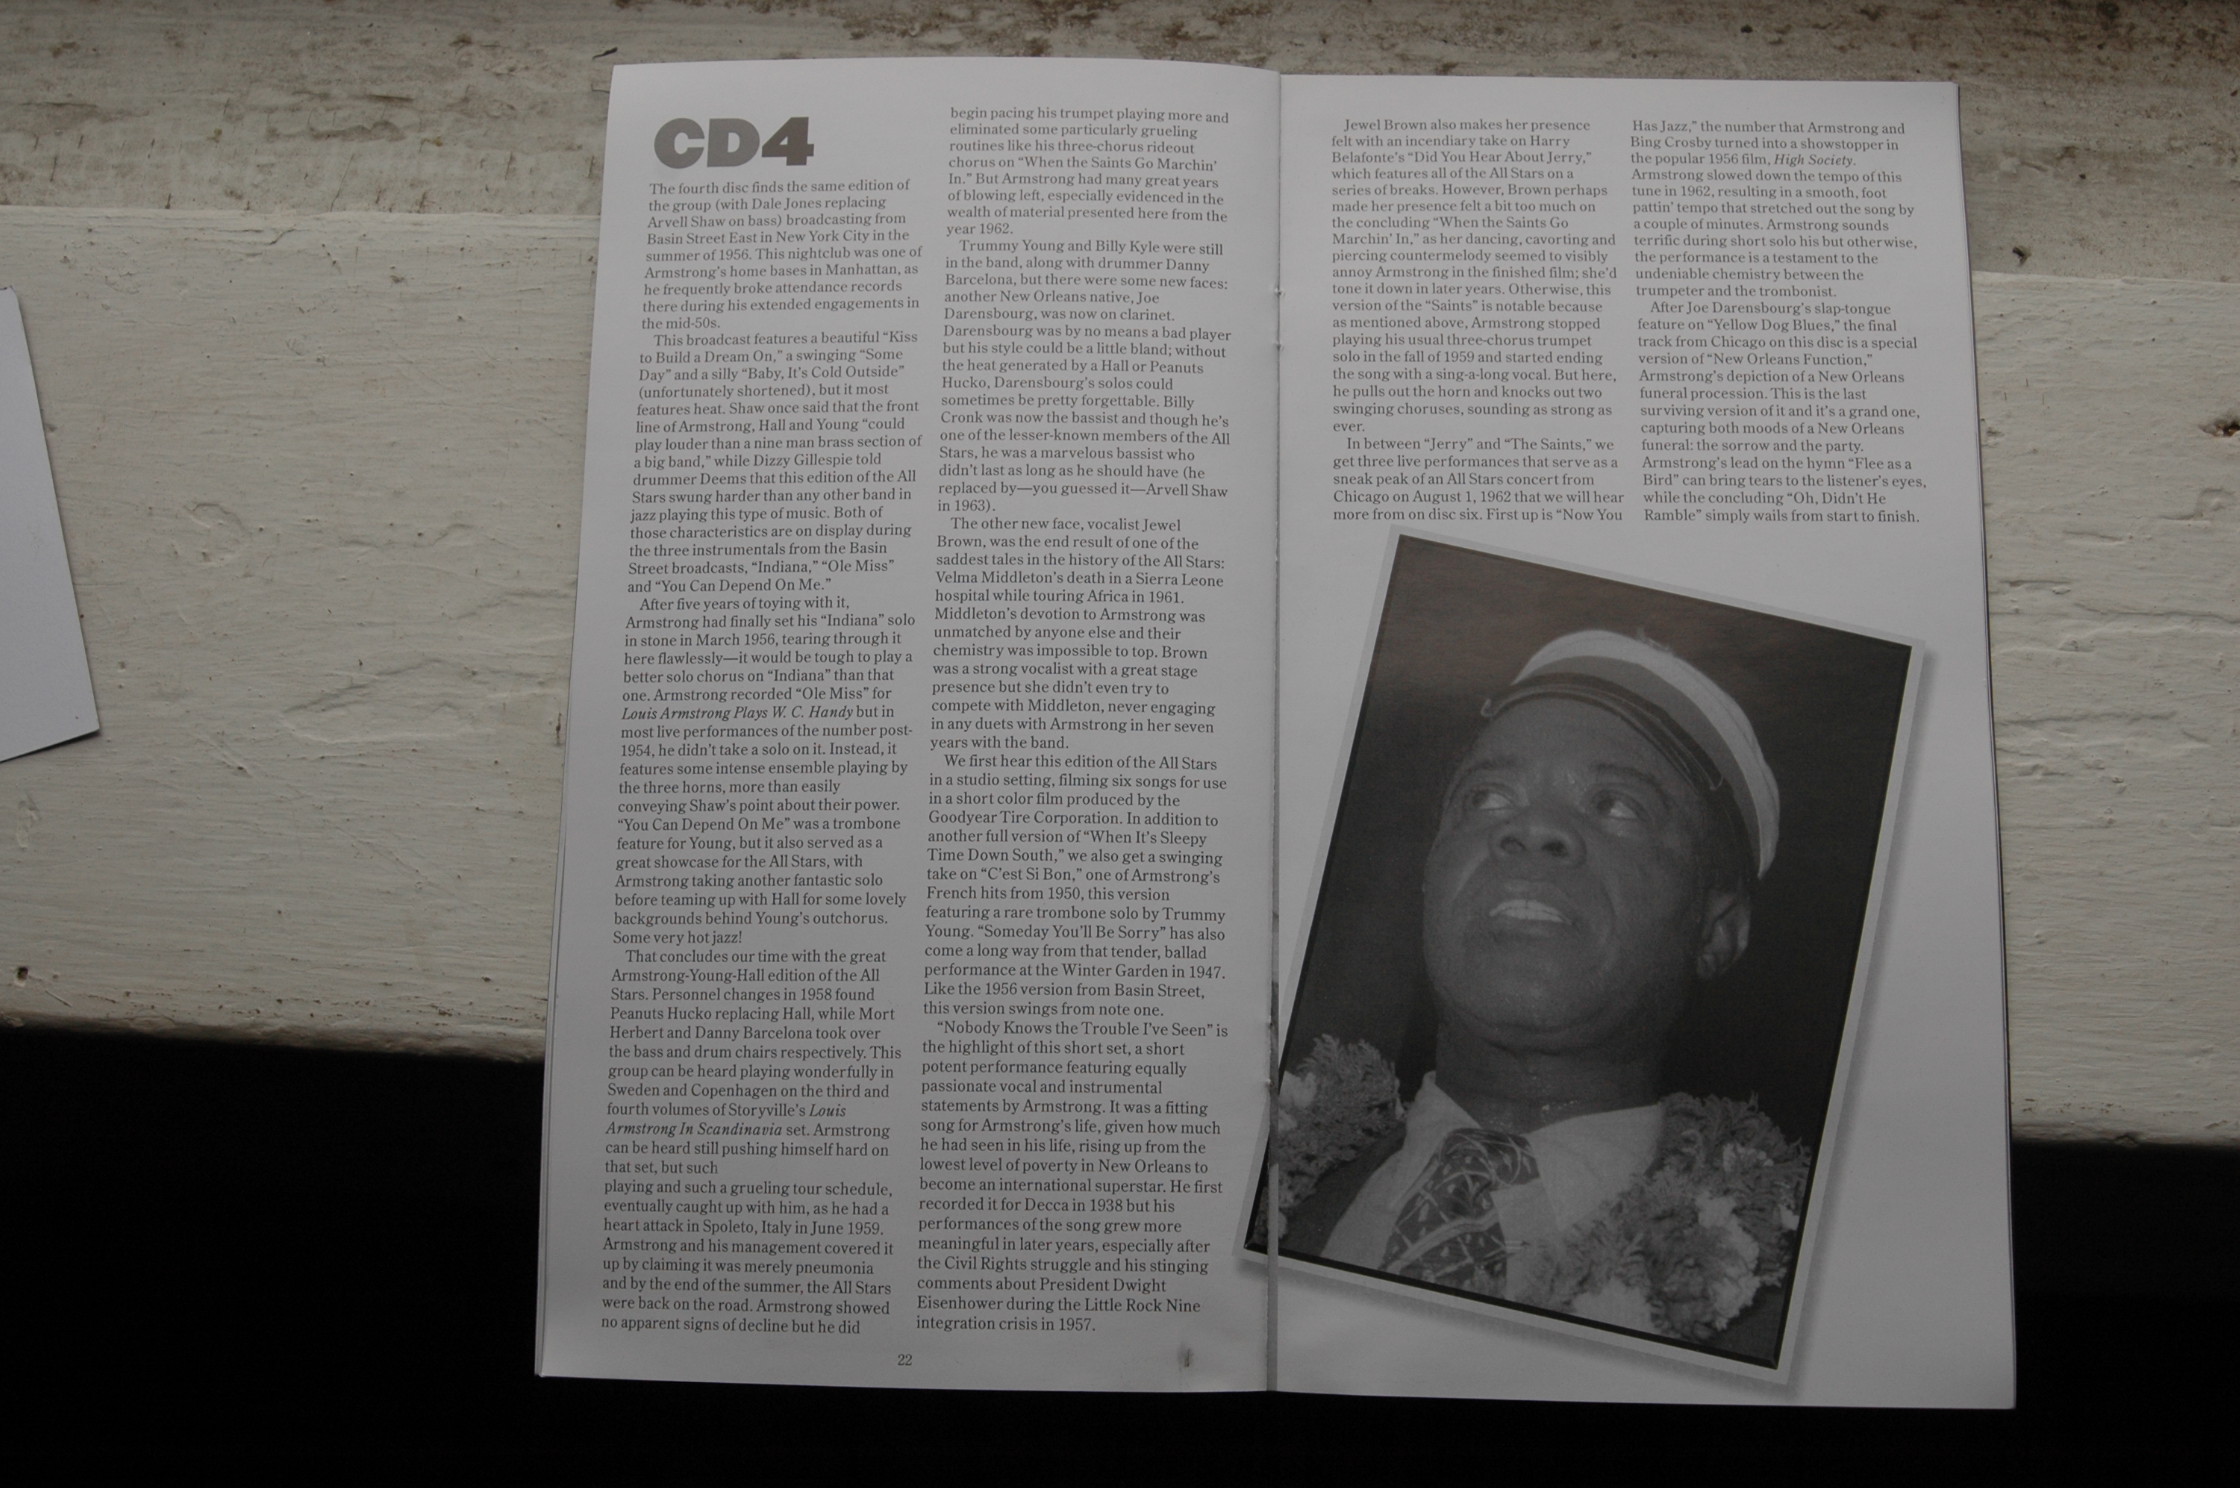 CD4
The fourth disc finds the same edition of
the group (with Dale Jones replacing
Arvell Shaw on bass) broadcasting from
Basin Street East in New York City in the
summer of 1956. This nightclub was one of
Armstrong's home bases in Manhattan, as
he frequently broke attendance records
there during his extended engagements in
the mid-50s.
This broadcast features a beautiful “Kiss
to Build a Dream On,” a swinging “Some
Day” and a silly “Baby, It's Cold Outside”
(unfortunately shortened), but it most
features heat. Shaw once said that the front
line of Armstrong, Hall and Young “could
play louder than a nine man brass section of
a big band,” while Dizzy Gillespie told
drummer Deems that this edition of the All
Stars swung harder than any other band in
jazz playing this type of music. Both of
those characteristics are on display during
the three instrumentals from the Basin
Street broadcasts, “Indiana,” “Ole Miss”
and “You Can Depend On Me.”
After five years of toying with it,
Armstrong had finally set his “Indiana” solo
in stone in March 1956, tearing through it
here flawlessly—it would be tough to play a
better solo chorus on “Indiana” than that
one. Armstrong recorded “Ole Miss” for
Louis Armstrong Plays W. C. Handy but in
most live performances of the number post-
1954, he didn't take a solo on it. Instead, it
features some intense ensemble playing by
the three horns, more than easily
conveying Shaw's point about their power.
“You Can Depend On Me” was a trombone
feature for Young, but it also served as a
great showcase for the All Stars, with
Armstrong taking another fantastic solo
before teaming up with Hall for some lovely
backgrounds behind Young's outchorus.
Some very hot jazz!
That concludes our time with the great
Armstrong-Young-Hall edition of the All
Stars. Personnel changes in 1958 found
Peanuts Hucko replacing Hall, while Mort
Herbert and Danny Barcelona took over
the bass and drum chairs respectively. This
group can be heard playing wonderfully in
Sweden and Copenhagen on the third and
fourth volumes of Storyville's Louis
Armstrong In Scandinavia set. Armstrong
can be heard still pushing himself hard on
that set, but such
playing and such a grueling tour schedule,
eventually caught up with him, as he had a
heart attack in Spoleto, Italy in June 1959.
Armstrong and his management covered it
up by claiming it was merely pneumonia
and by the end of the summer, the All Stars
were back on the road. Armstrong showed
no apparent signs of decline but he did
begin pacing his trumpet playing more and
eliminated some particularly grueling
routines like his three-chorus rideout
chorus on “When the Saints Go Marchin'
In.” But Armstrong had many great years
of blowing left, especially evidenced in the
wealth of material presented here from the
year 1962.
Trummy Young and Billy Kyle were still
in the band, along with drummer Danny
Barcelona, but there were some new faces:
another New Orleans native, Joe
Darensbourg, was now on clarinet.
Darensbourg was by no means a bad player
but his style could be a little bland; without
the heat generated by a Hall or Peanuts
Hucko, Darensbourg's solos could
sometimes be pretty forgettable. Billy
Cronk was now the bassist and though he's
one of the lesser-known members of the All
Stars, he was a marvelous bassist who
didn't last as long as he should have (he
replaced by—you guessed it—Arvell Shaw
in 1963).
The other new face, vocalist Jewel
Brown, was the end result of one of the
saddest tales in the history of the All Stars:
Velma Middleton's death in a Sierra Leone
hospital while touring Africa in 1961.
Middleton's devotion to Armstrong was
unmatched by anyone else and their
chemistry was impossible to top. Brown
was a strong vocalist with a great stage
presence but she didn't even try to
compete with Middleton, never engaging
in any duets with Armstrong in her seven
years with the band.
We first hear this edition of the All Stars
in a studio setting, filming six songs for use
in a short color film produced by the
Goodyear Tire Corporation. In addition to
another full version of “When It's Sleepy
Time Down South,” we also get a swinging
take on “C'est Si Bon,” one of Armstrong's
French hits from 1950, this version
featuring a rare trombone solo by Trummy
Young. “Someday You'll Be Sorry” has also
come a long way from that tender, ballad
performance at the Winter Garden in 1947.
Like the 1956 version from Basin Street,
this version swings from note one.
“Nobody Knows the Trouble I've Seen” is
the highlight of this short set, a short
potent performance featuring equally
passionate vocal and instrumental
statements by Armstrong. It was a fitting
song for Armstrong's life, given how much
he had seen in his life, rising up from the
lowest level of poverty in New Orleans to
become an international superstar. He first
recorded it for Decca in 1938 but his
performances of the song grew more
meaningful in later years, especially after
the Civil Rights struggle and his stinging
comments about President Dwight
Eisenhower during the Little Rock Nine
integration crisis in 1957.
22
Jewel Brown also makes her presence
felt with an incendiary take on Harry
Belafonte's “Did You Hear About Jerry,”
which features all of the All Stars on a
series of breaks. However, Brown perhaps
made her presence felt a bit too much on
the concluding “When the Saints Go
Marchin' In,” as her dancing, cavorting and
piercing countermelody seemed to visibly
annoy Armstrong in the finished film; she'd
tone it down in later years. Otherwise, this
version of the “Saints” is notable because
as mentioned above, Armstrong stopped
playing his usual three-chorus trumpet
solo in the fall of 1959 and started ending
the song with a sing-a-long vocal. But here,
he pulls out the horn and knocks out two
swinging choruses, sounding as strong as
ever.
In between “Jerry” and “The Saints,” we
get three live performances that serve as a
sneak peak of an All Stars concert from
Chicago on August 1, 1962 that we will hear
more from on disc six. First up is “Now You
Has Jazz,” the number that Armstrong and
Bing Crosby turned into a showstopper in
the popular 1956 film, High Society.
Armstrong slowed down the tempo of this
tune in 1962, resulting in a smooth, foot
pattin' tempo that stretched out the song by
a couple of minutes. Armstrong sounds
terrific during short solo his but otherwise,
the performance is a testament to the
undeniable chemistry between the
trumpeter and the trombonist.
After Joe Darensbourg's slap-tongue
feature on “Yellow Dog Blues,” the final
track from Chicago on this disc is a special
version of “New Orleans Function,”
Armstrong's depiction of a New Orleans
funeral procession. This is the last
surviving version of it and it's a grand one,
capturing both moods of a New Orleans
funeral: the sorrow and the party.
Armstrong's lead on the hymn “Flee as a
Bird” can bring tears to the listener's eyes,
while the concluding “Oh, Didn't He
Ramble” simply wails from start to finish.